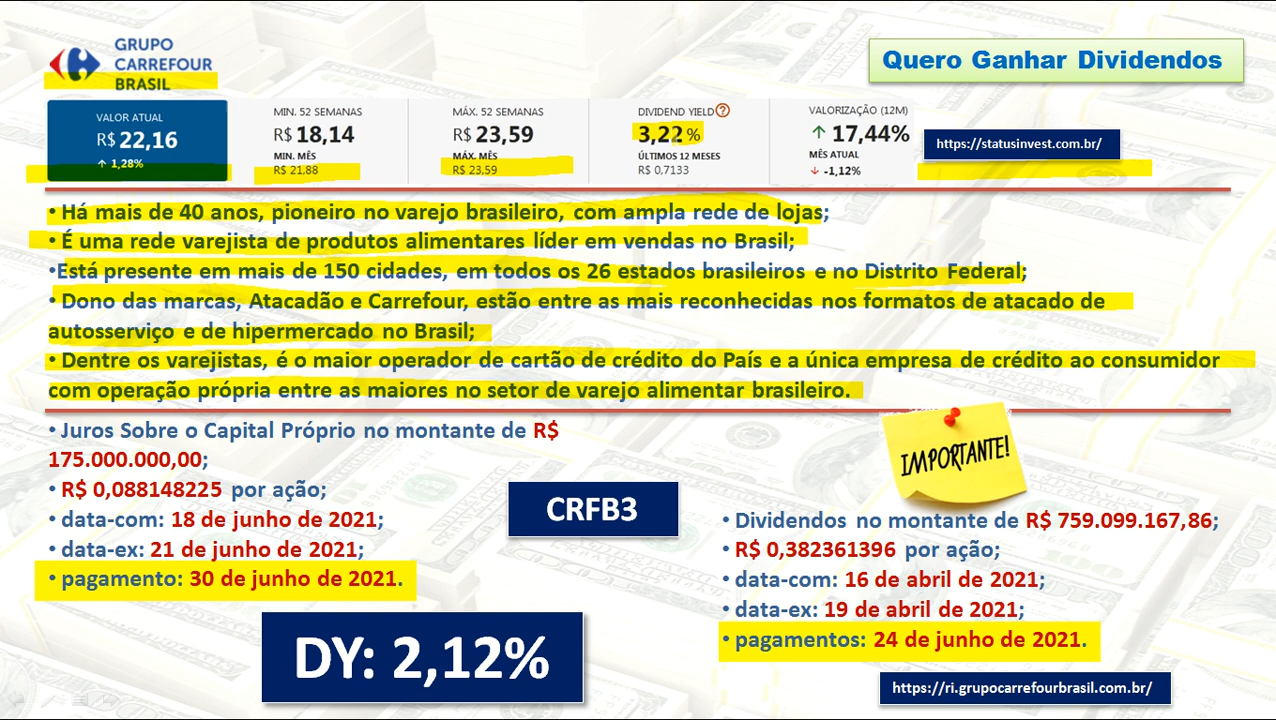 GRUPO
CARREFOUR
BRASIL
Quero Ganhar Dividendos
VALOR ATUAL
R$ 22,16
↑ 1,28%
MIN. 52 SEMANAS
R$ 18,14
MIN. MÊS
R$ 21,88
MÁX. 52 SEMANAS
R$ 23,59
MÁX. MÊS
R$ 23,59
DIVIDEND YIELD?
3,22 %
ÚLTIMOS 12 MESES
R$ 0,7133
VALORIZAÇÃO (12M)
↑ 17,44%
MÊS ATUAL
↓ -1,12%
https://statusinvest.com.br/
• Há mais de 40 anos, pioneiro no varejo brasileiro, com ampla rede de lojas;
• É uma rede varejista de produtos alimentares líder em vendas no Brasil;
•Está presente em mais de 150 cidades, em todos os 26 estados brasileiros e no Distrito Federal;
• Dono das marcas, Atacadão e Carrefour, estão entre as mais reconhecidas nos formatos de atacado de
autosserviço e de hipermercado no Brasil;
• Dentre os varejistas, é o maior operador de cartão de crédito do País e a única empresa de crédito ao consumidor
com operação própria entre as maiores no setor de varejo alimentar brasileiro.
• Juros Sobre o Capital Próprio no montante de R$
175.000.000,00;
• R$ 0,088148225 por ação;
• data-com: 18 de junho de 2021;
• data-ex: 21 de junho de 2021;
• pagamento: 30 de junho de 2021.
CRFB3
DY: 2,12%
IMPORTANTE!
• Dividendos no montante de R$ 759.099.167,86;
• R$ 0,382361396 por ação;
• data-com: 16 de abril de 2021;
• data-ex: 19 de abril de 2021;
• pagamentos: 24 de junho de 2021.
https://ri.grupocarrefourbrasil.com.br/